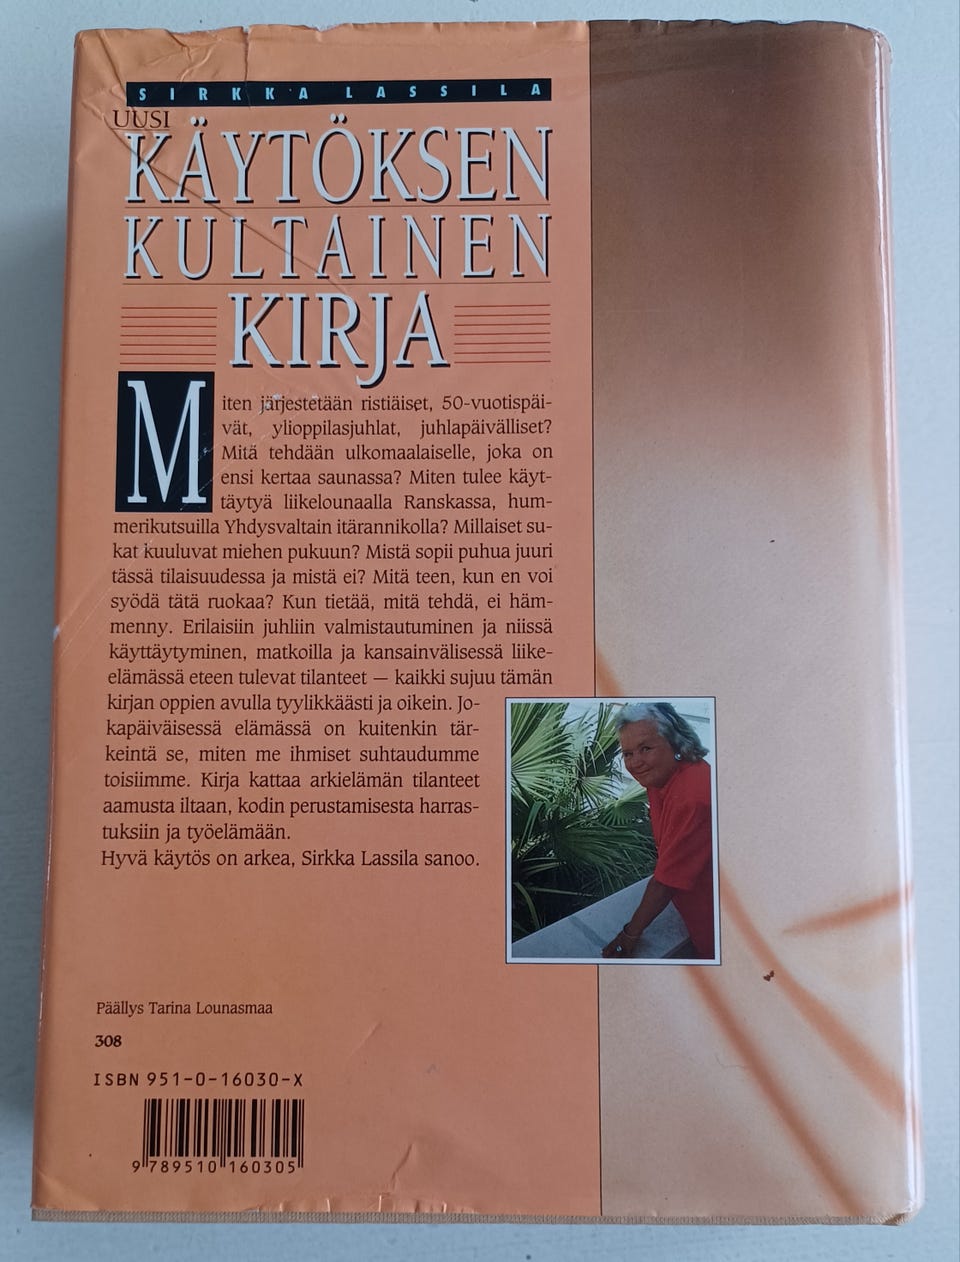 SIRKKA LASSILA
UUSI
KÄYTÖKSEN
KULTAINEN
KIRJA
Miten järjestetään ristiäiset, 50-vuotispäi-
vät, ylioppilasjuhlat, juhlapäivälliset?
Mitä tehdään ulkomaalaiselle, joka on
ensi kertaa saunassa? Miten tulee käyt-
täytyä liikelounaalla Ranskassa, hum-
merikutsuilla Yhdysvaltain itärannikolla? Millaiset su-
kat kuuluvat miehen pukuun? Mistä sopii puhua juuri
tässä tilaisuudessa ja mistä ei? Mitä teen, kun en voi
syödä tätä ruokaa? Kun tietää, mitä tehdä, ei häm-
menny. Erilaisiin juhliin valmistautuminen ja niissä
käyttäytyminen, matkoilla ja kansainvälisessä liike-
elämässä eteen tulevat tilanteet — kaikki sujuu tämän
kirjan oppien avulla tyylikkäästi ja oikein. Jo-
kapäiväisessä elämässä on kuitenkin tär-
keintä se, miten me ihmiset suhtaudumme
toisiimme. Kirja kattaa arkielämän tilanteet
aamusta iltaan, kodin perustamisesta harras-
tuksiin ja työelämään.
Hyvä käytös on arkea, Sirkka Lassila sanoo.
Päällys Tarina Lounasmaa
308
ISBN 951-0-16030-X
9 789510 160305